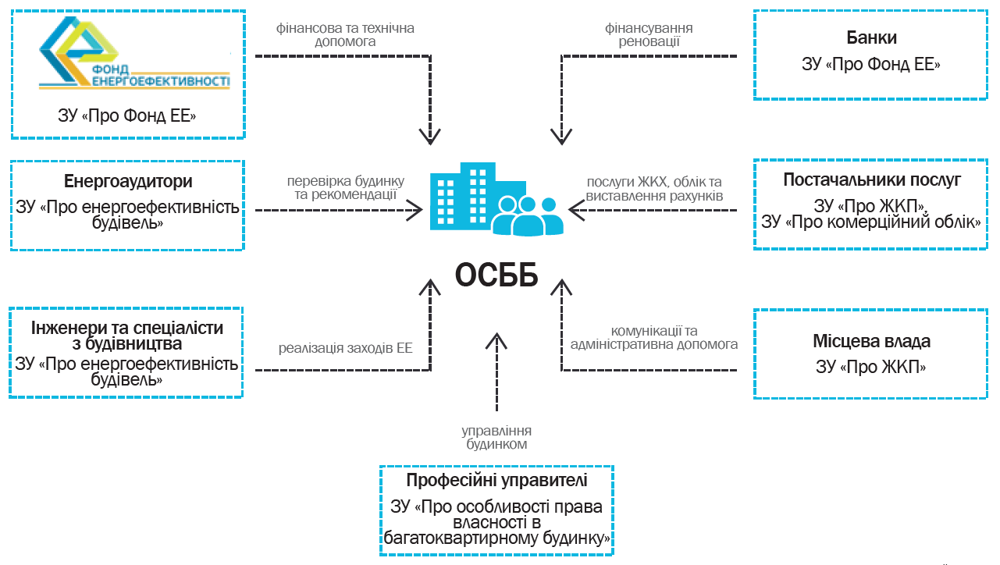 ФОНД
ЕНЕРГОЕФЕКТИВНОСТІ
ЗУ «Про Фонд ЕЕ»
фінансова та технічна
допомога
фінансування
реновації
Банки
ЗУ «Про Фонд ЕЕ»
Енергоаудитори
ЗУ «Про енергоефективність
будівель»
перевірка будинку
та рекомендації
послуги ЖКХ, облік та
виставлення рахунків
Постачальники послуг
ЗУ «Про ЖКП»,
ЗУ «Про комерційний облік»
ОСББ
Інженери та спеціалісти
з будівництва
ЗУ «Про енергоефективність
будівель»
реалізація заходів ЕЕ
комунікації та
адміністративна допомога
Місцева влада
ЗУ «Про ЖКП»
управління
будинком
Професійні управителі
ЗУ «Про особливості права
власності в
багатоквартирному будинку»